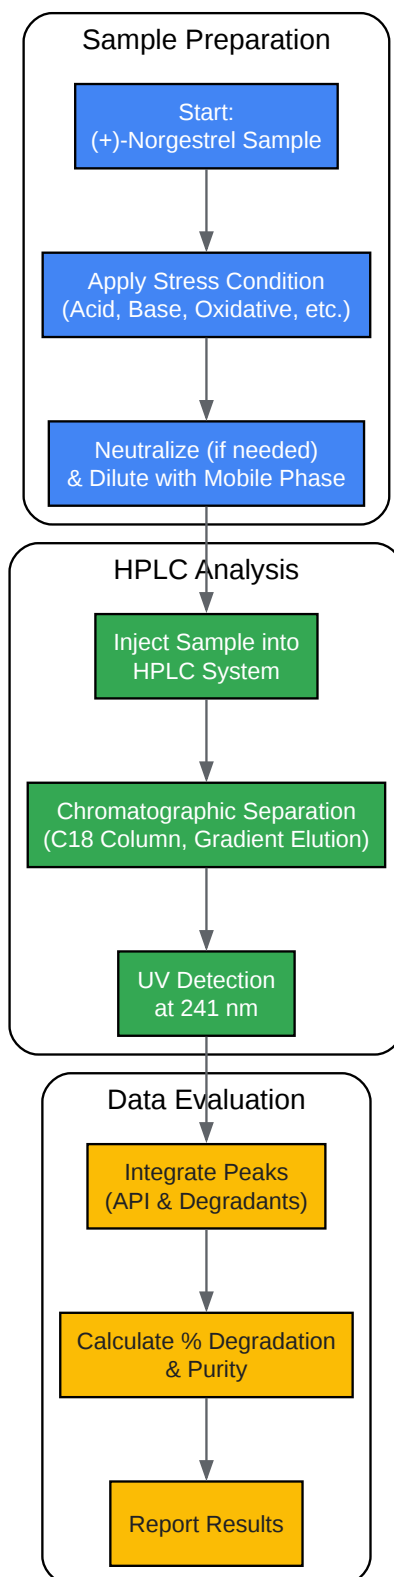 Sample Preparation
Start:
(+)-Norgestrel Sample
Apply Stress Condition
(Acid, Base, Oxidative, etc.)
Neutralize (if needed)
& Dilute with Mobile Phase
HPLC Analysis
Inject Sample into
HPLC System
Chromatographic Separation
(C18 Column, Gradient Elution)
UV Detection
at 241 nm
Data Evaluation
Integrate Peaks
(API & Degradants)
Calculate % Degradation
& Purity
Report Results